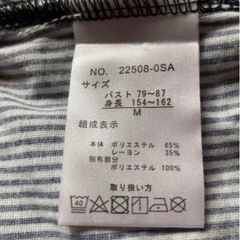 NO. 22508-0SA
サイズ
バスト 79~87
身長 154~162
M
組成表示
本体 ポリエステル 65%
レーヨン 35%
別布部分
ポリエステル 100%
取り扱い方
40